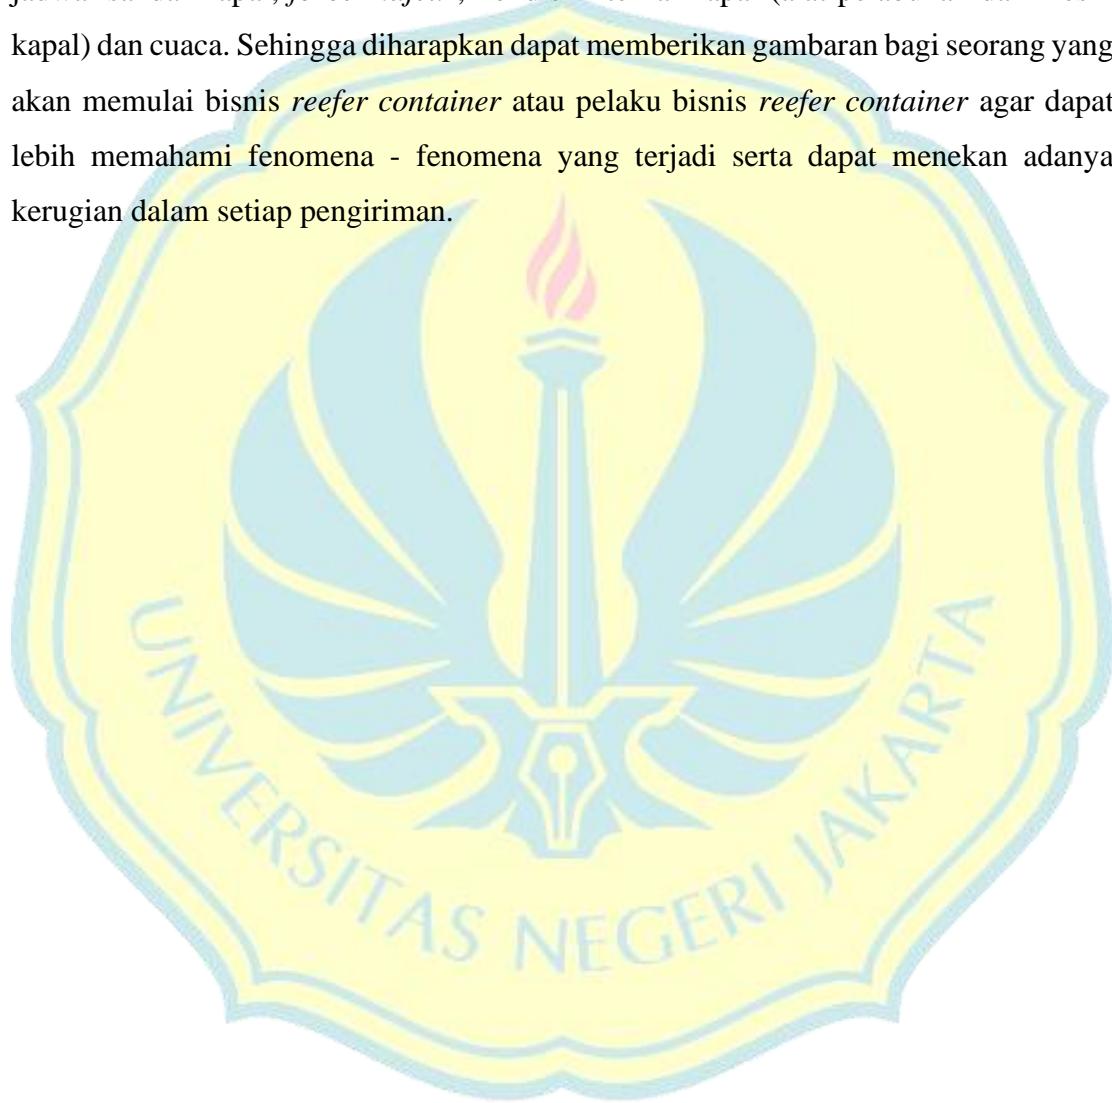 kapal) dan cuaca. Sehingga diharapkan dapat memberikan gambaran bagi seorang yang
akan memulai bisnis reefer container atau pelaku bisnis reefer container agar dapat
lebih memahami fenomena - fenomena yang terjadi serta dapat menekan adanya
kerugian dalam setiap pengiriman.
UNIVERSITAS NEGERI JAKARTA